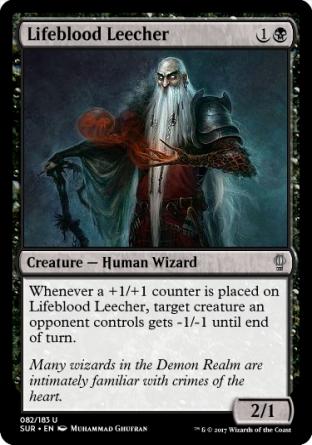 Lifeblood Leecher 1
Creature — Human Wizard
Whenever a +1/+1 counter is placed on
Lifeblood Leecher, target creature an
opponent controls gets -1/-1 until end
of turn.
Many wizards in the Demon Realm are
intimately familiar with crimes of the
heart.
2/1
082/183 U
SUR • EN Muhammad Ghufran
™ & © 2017 Wizards of the Coast